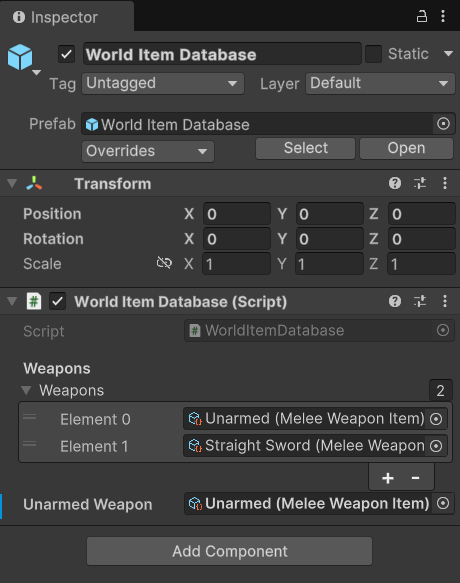 Inspector
World Item Database Static
Tag Untagged Layer Default
Prefab World Item Database
Overrides Select Open
Transform
Position X 0 Y 0 Z 0
Rotation X 0 Y 0 Z 0
Scale X 1 Y 1 Z 1
# World Item Database (Script)
Script # WorldItemDatabase
Weapons
Weapons 2
Element 0 Unarmed (Melee Weapon Item)
Element 1 Straight Sword (Melee Weapon
+ -
Unarmed Weapon Unarmed (Melee Weapon Item)
Add Component